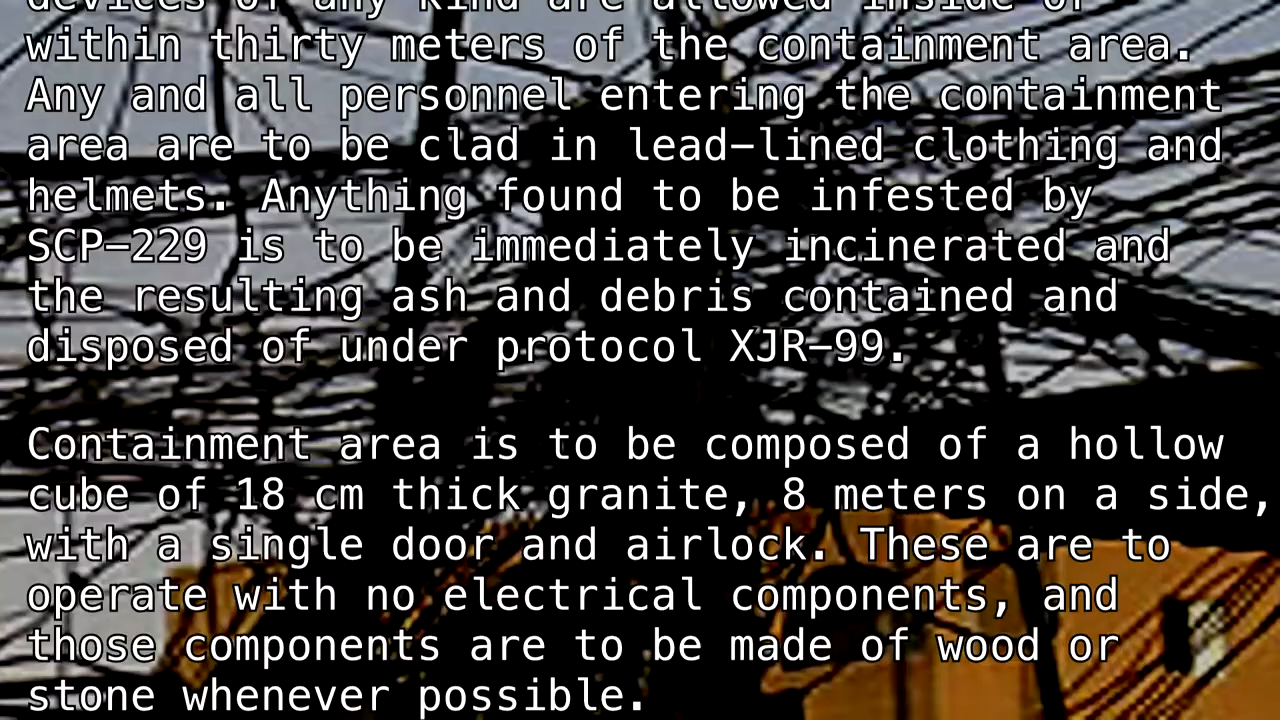 devices of any kind are allowed inside or
within thirty meters of the containment area.
Any and all personnel entering the containment
area are to be clad in lead–lined clothing and
helmets. Anything found to be infested by
SCP–229 is to be immediately incinerated and
the resulting ash and debris contained and
disposed of under protocol XJR–99.
Containment area is to be composed of a hollow
cube of 18 cm thick granite, 8 meters on a side,
with a single door and airlock. These are to
operate with no electrical components, and
those components are to be made of wood or
stone whenever possible.